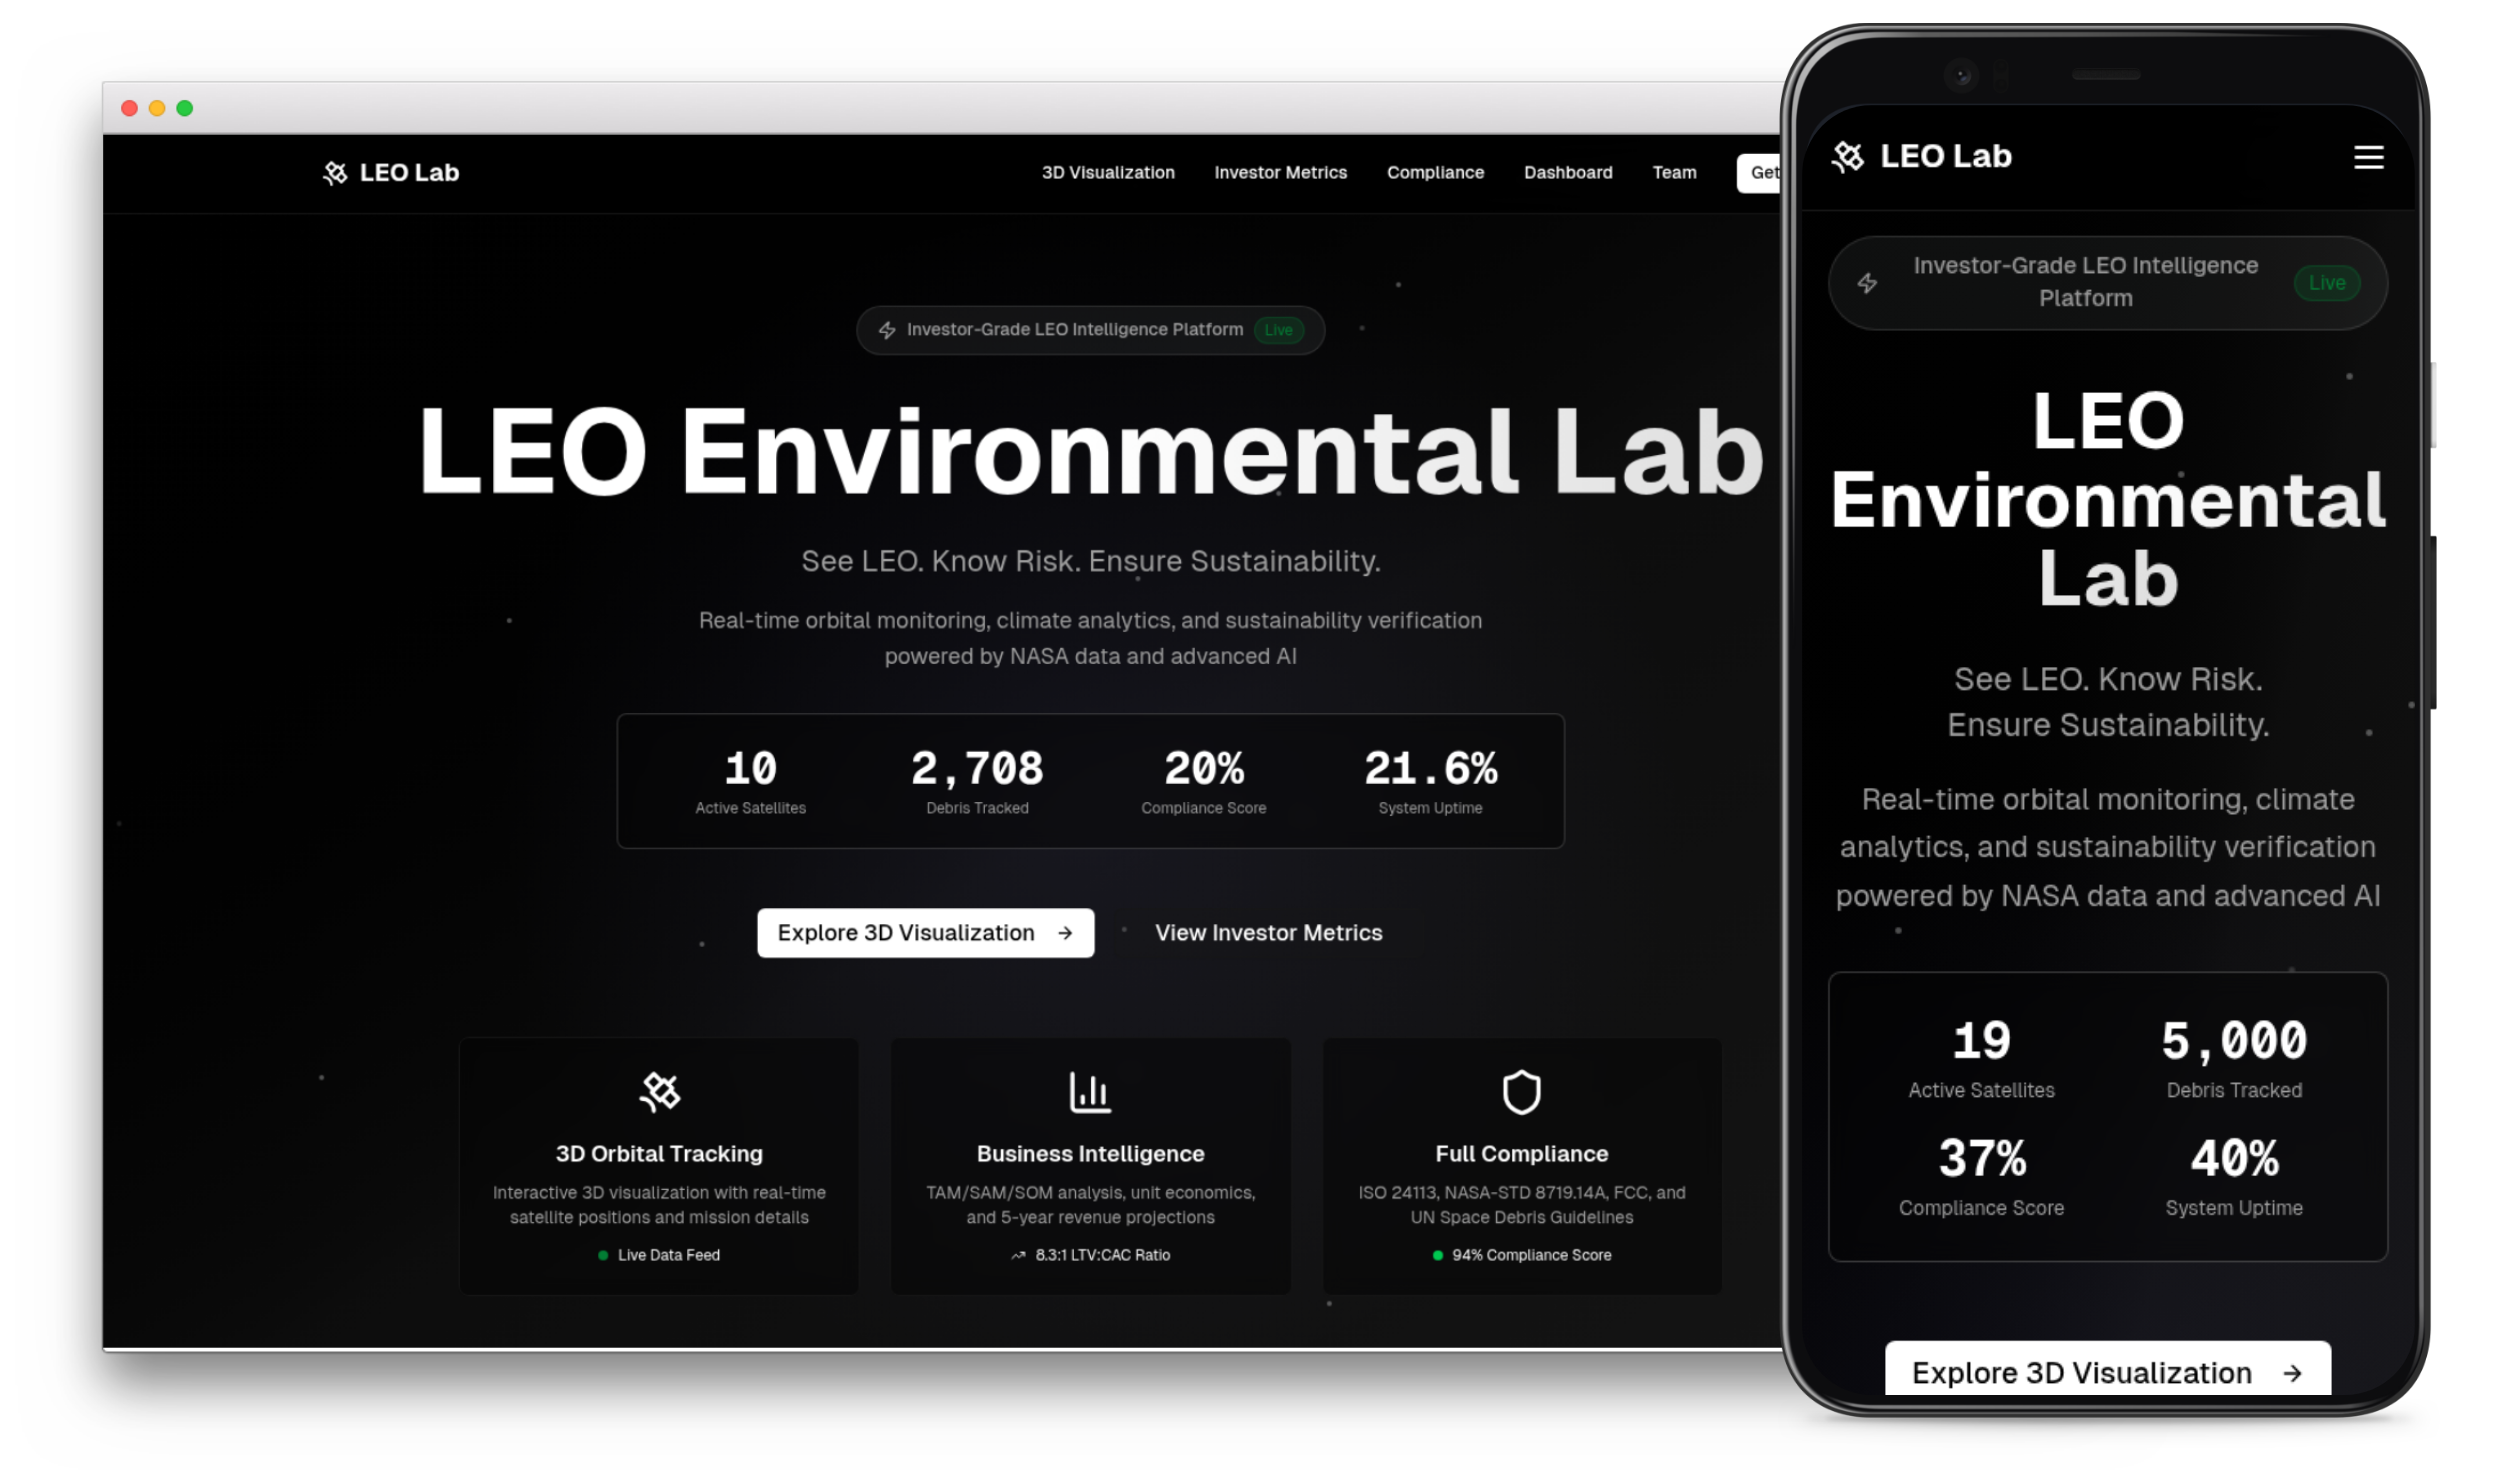 LEO Lab
3D Visualization Investor Metrics Compliance Dashboard Team Get
Investor-Grade LEO Intelligence Platform Live
LEO Environmental Lab
See LEO. Know Risk. Ensure Sustainability.
Real-time orbital monitoring, climate analytics, and sustainability verification
powered by NASA data and advanced AI
10 2,708 20% 21.6%
Active Satellites Debris Tracked Compliance Score System Uptime
Explore 3D Visualization → View Investor Metrics
3D Orbital Tracking
Interactive 3D visualization with real-time
satellite positions and mission details
Live Data Feed
Business Intelligence
TAM/SAM/SOM analysis, unit economics,
and 5-year revenue projections
8.3:1 LTV:CAC Ratio
Full Compliance
ISO 24113, NASA-STD 8719.14A, FCC, and
UN Space Debris Guidelines
94% Compliance Score
LEO Lab
Investor-Grade LEO Intelligence
Platform
Live
LEO
Environmental
Lab
See LEO. Know Risk.
Ensure Sustainability.
Real-time orbital monitoring, climate
analytics, and sustainability verification
powered by NASA data and advanced AI
19 5,000
Active Satellites Debris Tracked
37% 40%
Compliance Score System Uptime
Explore 3D Visualization →